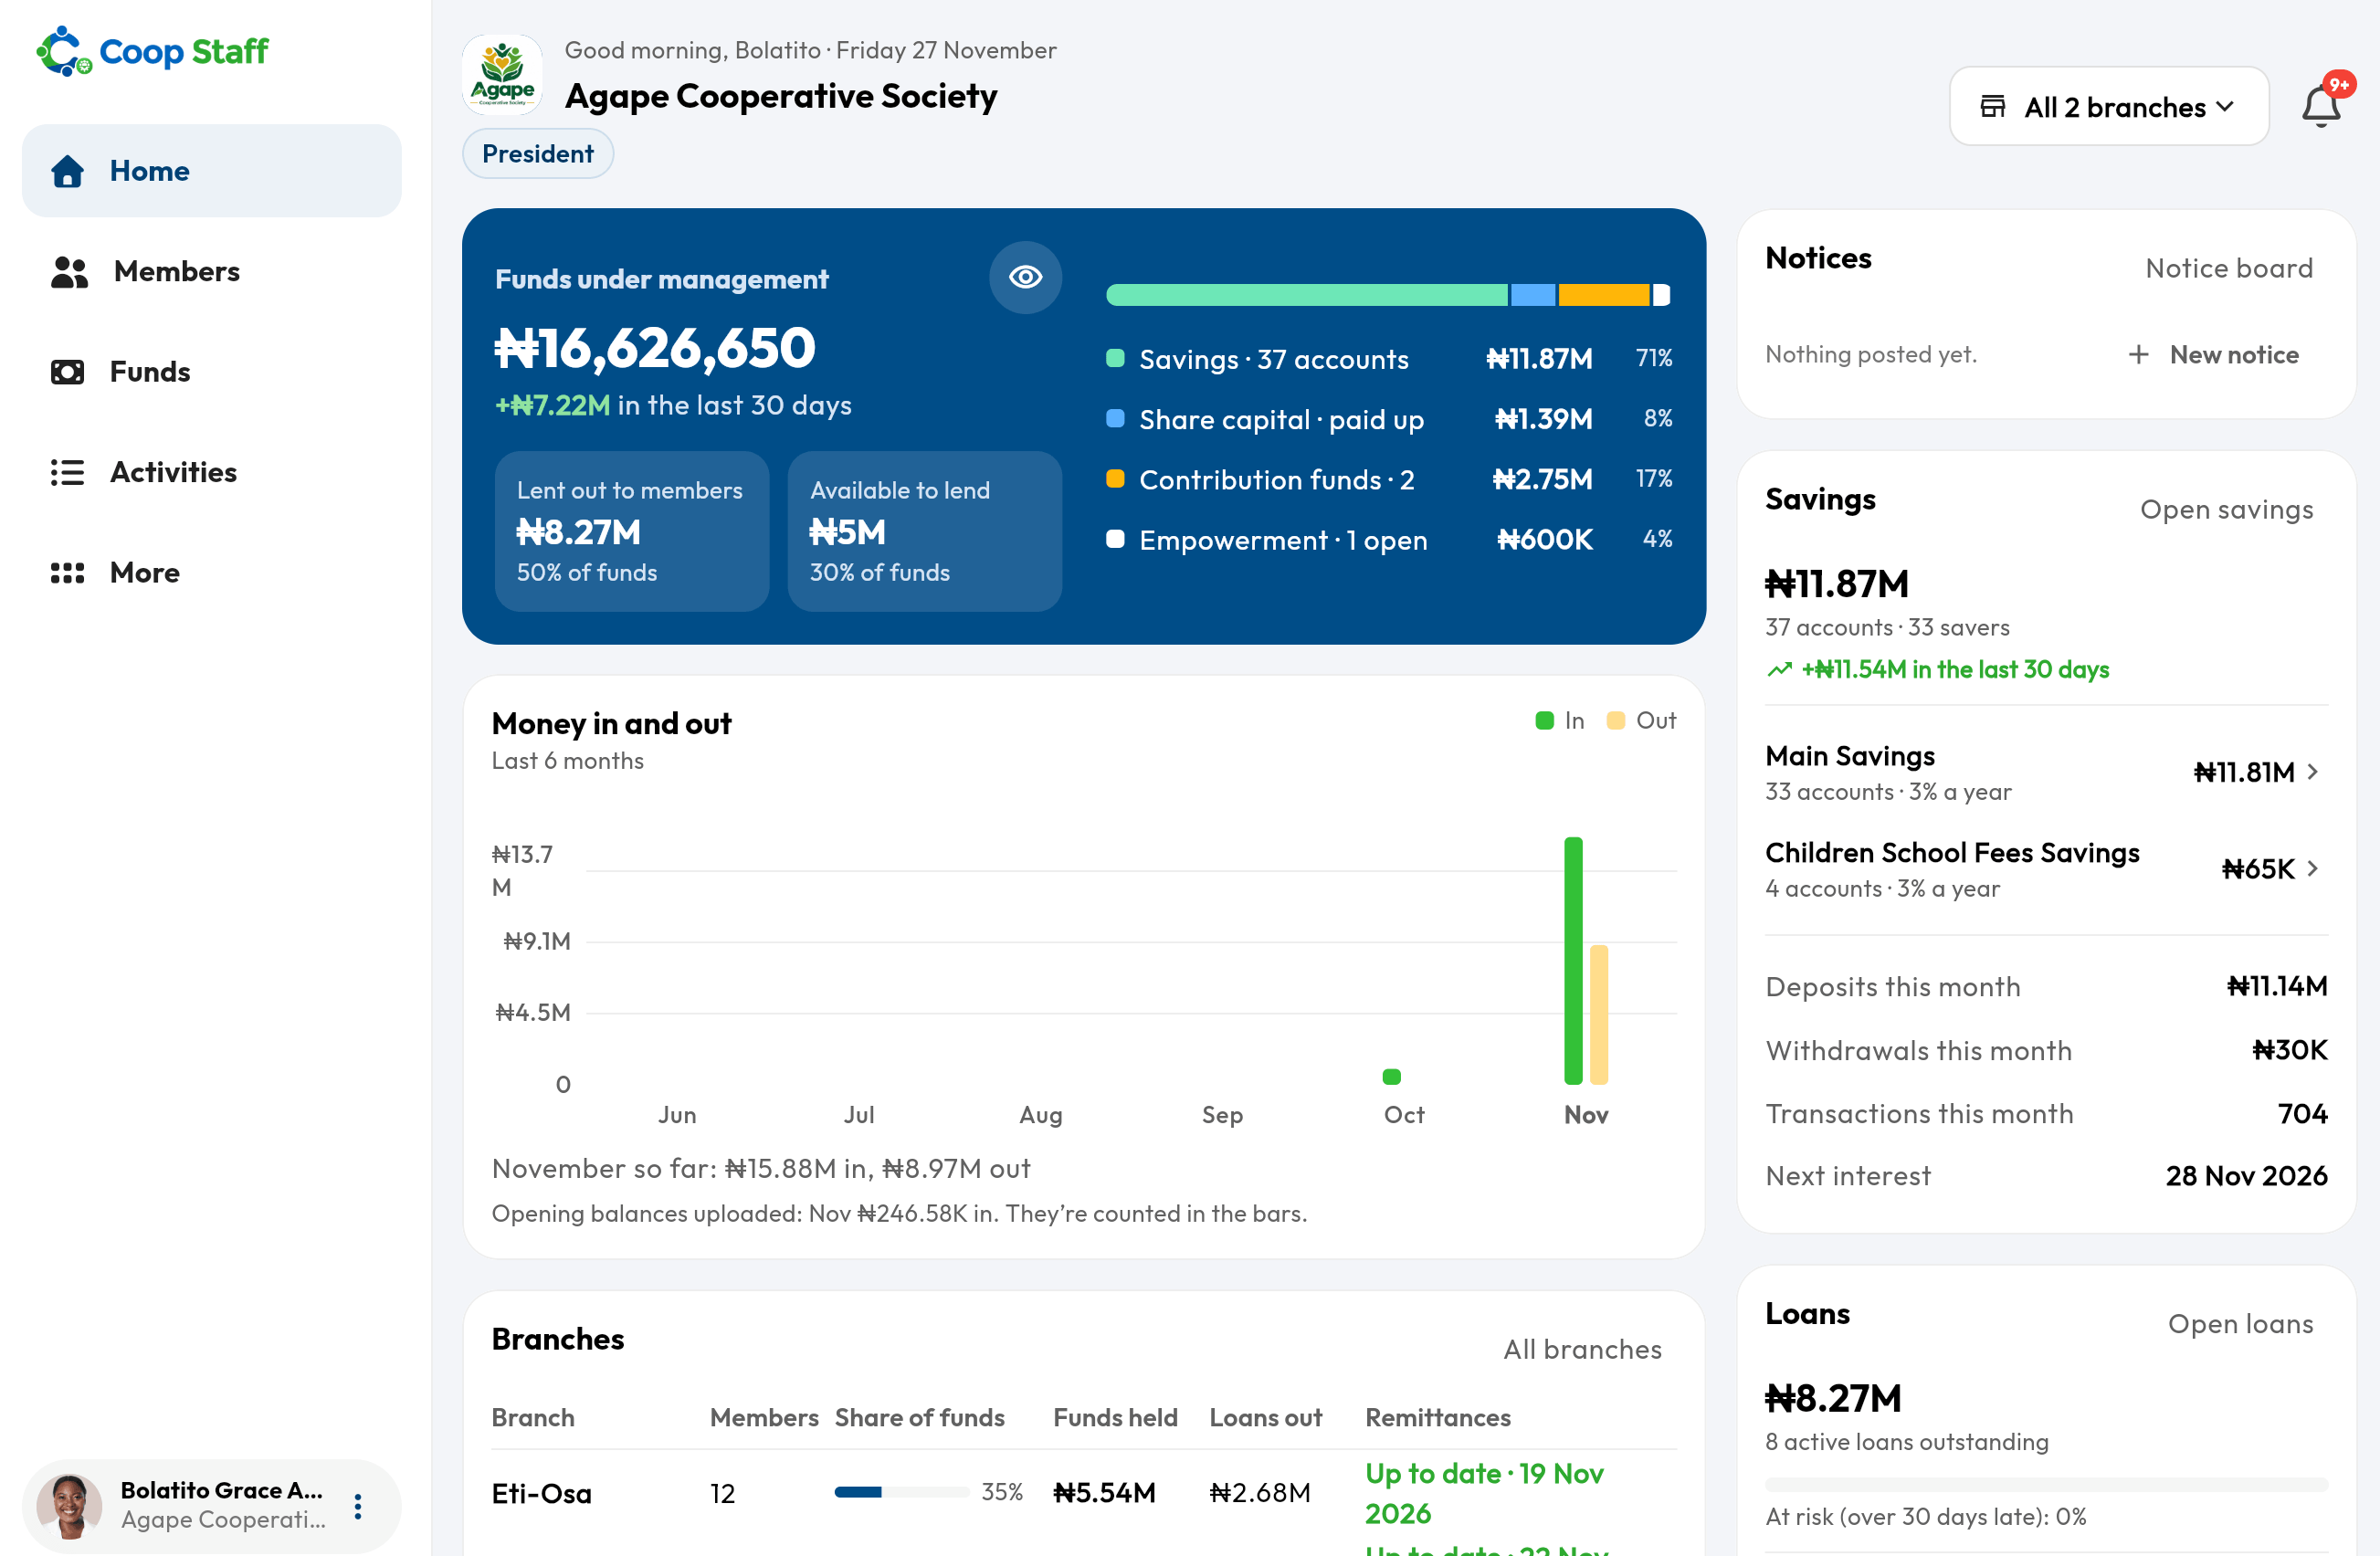 Coop Staff
Home
Members
Funds
Activities
More
Bolatito Grace A...
Agape Cooperati...
Agape
Cooperative Society
Good morning, Bolatito · Friday 27 November
Agape Cooperative Society
President
All 2 branches
9+
Funds under management
₦16,626,650
+₦7.22M in the last 30 days
Lent out to members
₦8.27M
50% of funds
Available to lend
₦5M
30% of funds
Savings · 37 accounts ₦11.87M 71%
Share capital · paid up ₦1.39M 8%
Contribution funds · 2 ₦2.75M 17%
Empowerment · 1 open ₦600K 4%
Money in and out
Last 6 months
In Out
₦13.7
M
₦9.1M
₦4.5M
0
Jun Jul Aug Sep Oct Nov
November so far: ₦15.88M in, ₦8.97M out
Opening balances uploaded: Nov ₦246.58K in. They’re counted in the bars.
Branches
All branches
Branch Members Share of funds Funds held Loans out Remittances
Eti-Osa 12 35% ₦5.54M ₦2.68M Up to date · 19 Nov
2026
Up to date · 22 Nov
Notices
Notice board
Nothing posted yet.
+ New notice
Savings
Open savings
₦11.87M
37 accounts · 33 savers
+₦11.54M in the last 30 days
Main Savings
33 accounts · 3% a year
₦11.81M
Children School Fees Savings
4 accounts · 3% a year
₦65K
Deposits this month ₦11.14M
Withdrawals this month ₦30K
Transactions this month 704
Next interest 28 Nov 2026
Loans
Open loans
₦8.27M
8 active loans outstanding
At risk (over 30 days late): 0%